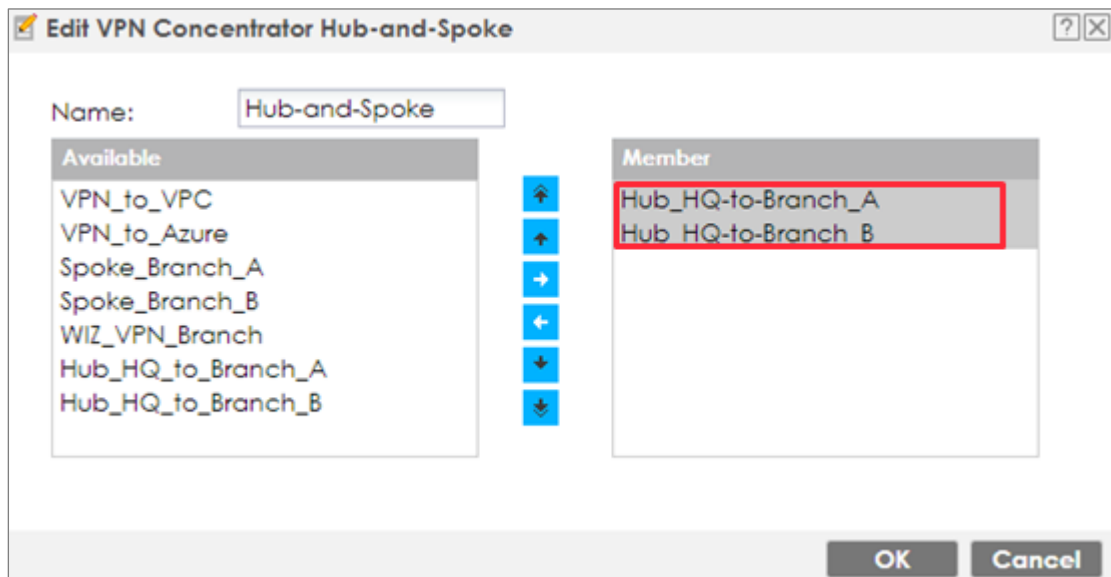 Edit VPN Concentrator Hub-and-Spoke
?
Name: Hub-and-Spoke
Available
VPN_to_VPC
VPN_to_Azure
Spoke_Branch_A
Spoke_Branch_B
WIZ_VPN_Branch
Hub_HQ_to_Branch_A
Hub_HQ_to_Branch_B
Member
Hub_HQ-to-Branch_A
Hub_HQ-to-Branch_B
OK Cancel